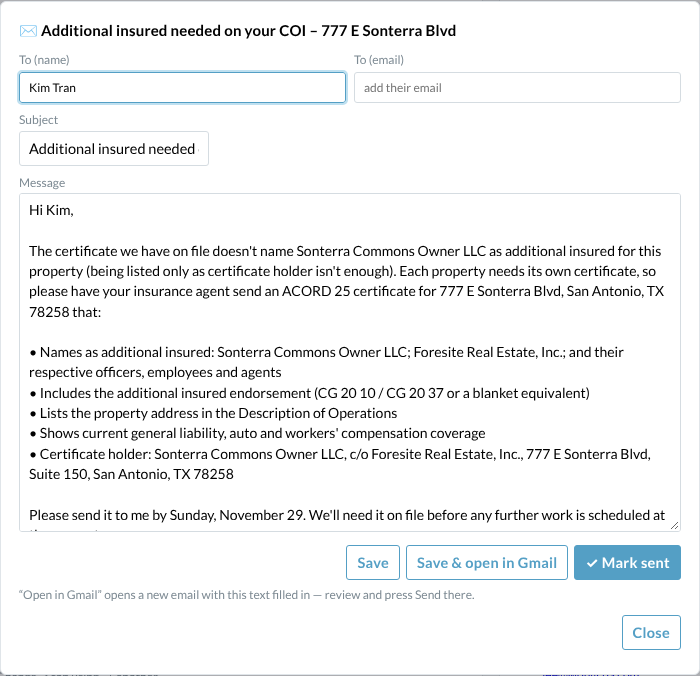 ✉️ Additional insured needed on your COI – 777 E Sonterra Blvd
To (name)
To (email)
Kim Tran
add their email
Subject
Additional insured needed
Message
Hi Kim,
The certificate we have on file doesn't name Sonterra Commons Owner LLC as additional insured for this
property (being listed only as certificate holder isn't enough). Each property needs its own certificate, so
please have your insurance agent send an ACORD 25 certificate for 777 E Sonterra Blvd, San Antonio, TX
78258 that:
• Names as additional insured: Sonterra Commons Owner LLC; Foresite Real Estate, Inc.; and their
respective officers, employees and agents
• Includes the additional insured endorsement (CG 20 10 / CG 20 37 or a blanket equivalent)
• Lists the property address in the Description of Operations
• Shows current general liability, auto and workers' compensation coverage
• Certificate holder: Sonterra Commons Owner LLC, c/o Foresite Real Estate, Inc., 777 E Sonterra Blvd,
Suite 150, San Antonio, TX 78258
Please send it to me by Sunday, November 29. We'll need it on file before any further work is scheduled at
Save
Save & open in Gmail
✓ Mark sent
“Open in Gmail” opens a new email with this text filled in — review and press Send there.
Close